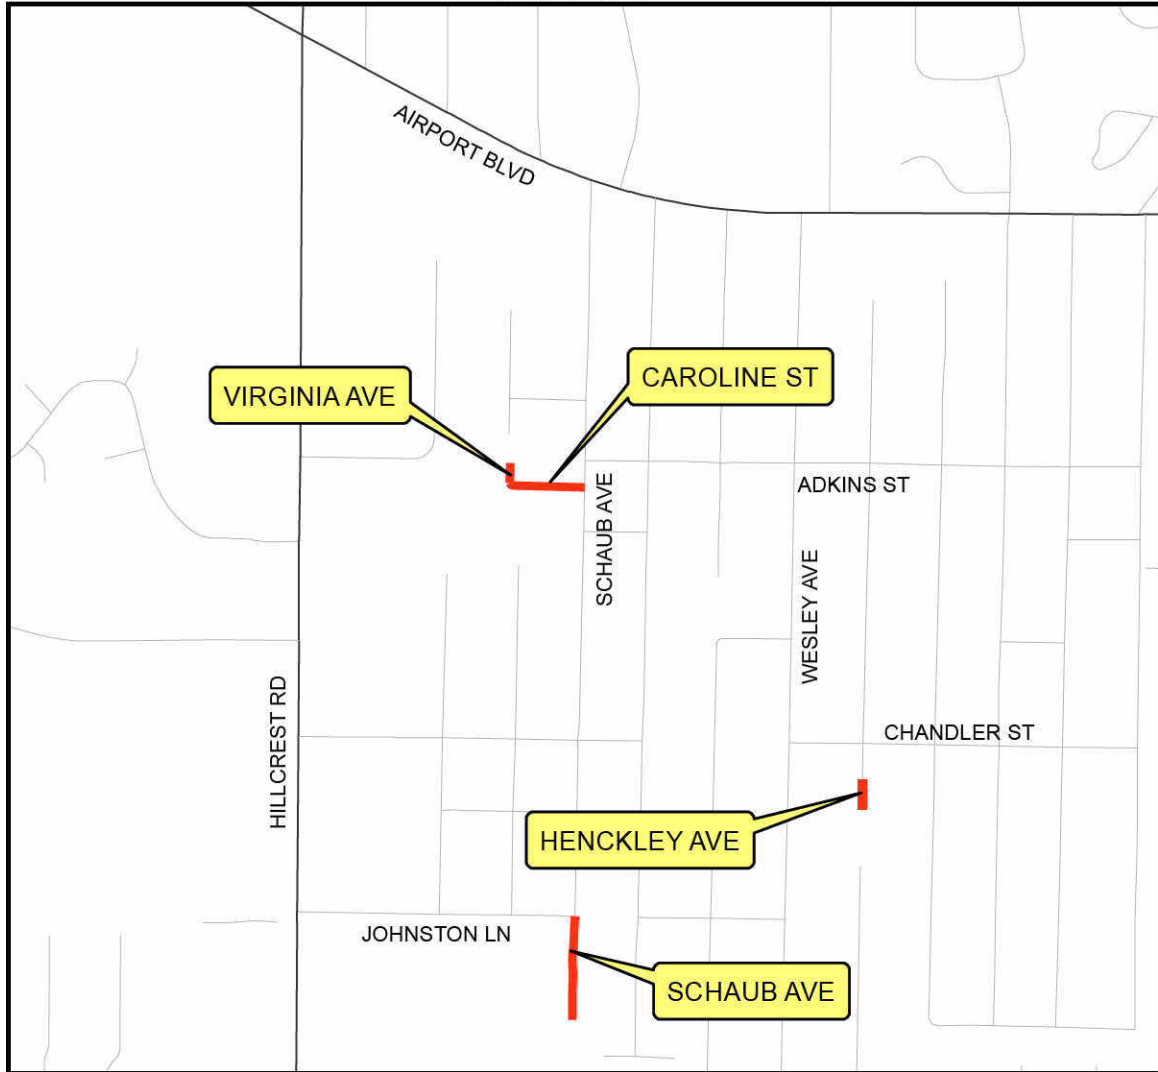 AIRPORT BLVD
CAROLINE ST
VIRGINIA AVE
ADKINS ST
SCHAUB AVE
WESLEY AVE
HILLCREST RD
CHANDLER ST
HENCKLEY AVE
JOHNSTON LN
SCHAUB AVE